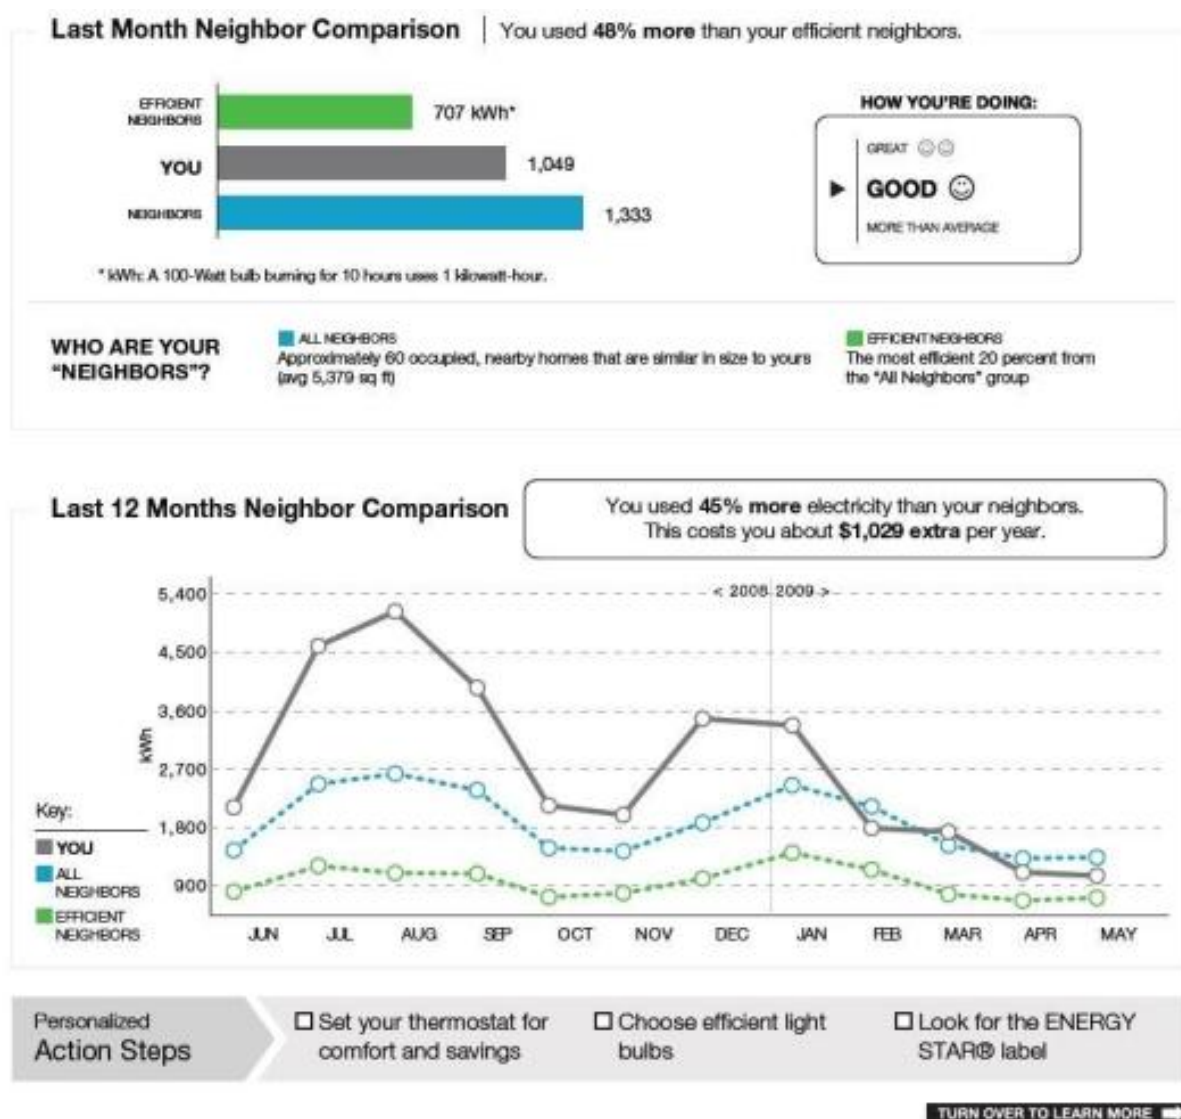 Last Month Neighbor Comparison | You used 48% more than your efficient neighbors.
EFFICIENT
NEIGHBORS
707 kWh*
YOU
1,049
NEIGHBORS
1,333
HOW YOU'RE DOING:
GREAT
GOOD
MORE THAN AVERAGE
* kWh: A 100-Watt bulb burning for 10 hours uses 1 kilowatt-hour.
WHO ARE YOUR
"NEIGHBORS"?
ALL NEIGHBORS
Approximately 60 occupied, nearby homes that are similar in size to yours
(avg 5,379 sq ft)
EFFICIENT NEIGHBORS
The most efficient 20 percent from
the "All Neighbors" group
Last 12 Months Neighbor Comparison
You used 45% more electricity than your neighbors.
This costs you about $1,029 extra per year.
< 2008 2009 >
5,400
4,500
3,600
2,700
1,800
900
kWh
Key:
YOU
ALL
NEIGHBORS
EFFICIENT
NEIGHBORS
JUN JUL AUG SEP OCT NOV DEC JAN FEB MAR APR MAY
Personalized
Action Steps
Set your thermostat for
comfort and savings
Choose efficient light
bulbs
Look for the ENERGY
STAR® label
TURN OVER TO LEARN MORE